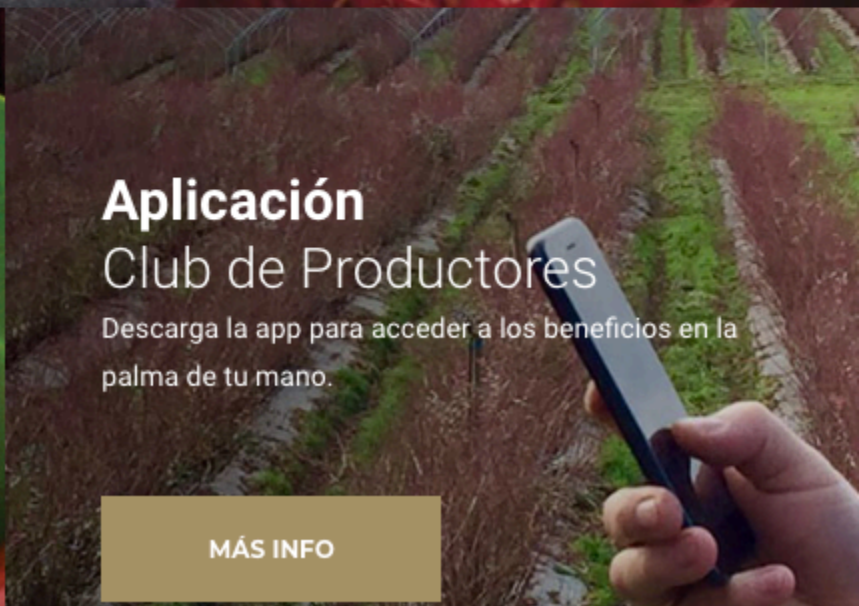 Aplicación
Club de Productores
Descarga la app para acceder a los beneficios en la
palma de tu mano.
MÁS INFO